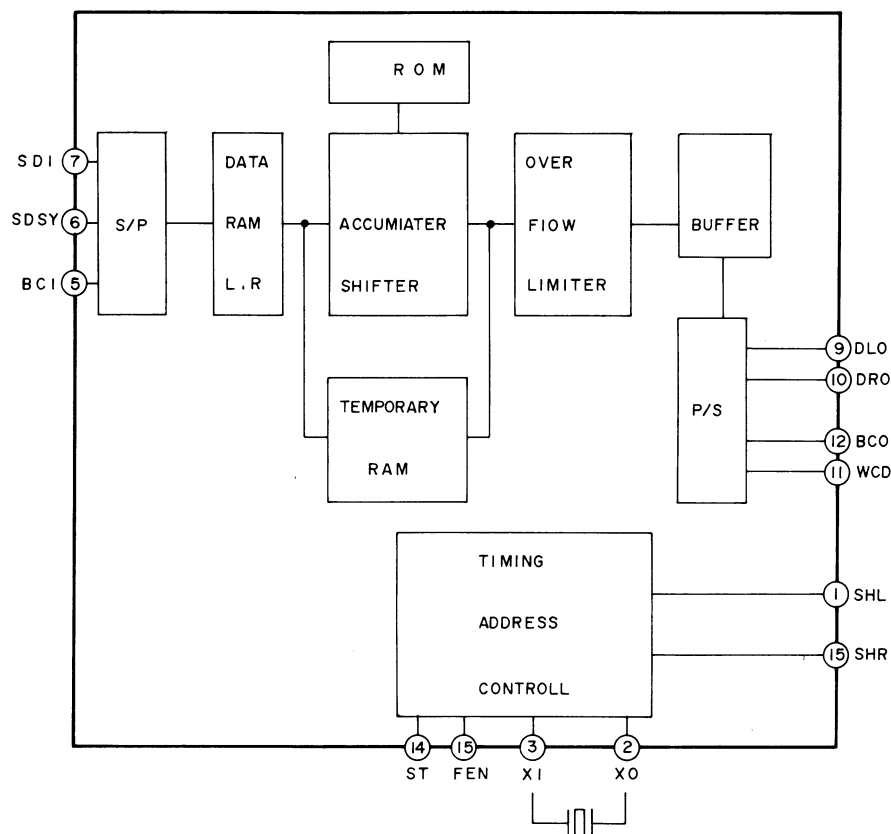 ROM
SDI 7
SDSY 6
BCI 5
S/P
DATA
RAM
L.R
ACCUMIATER
SHIFTER
OVER
FlOW
LIMITER
BUFFER
TEMPORARY
RAM
P/S
9 DLO
10 DRO
12 BCO
11 WCD
TIMING
ADDRESS
CONTROLL
1 SHL
15 SHR
14 15 3 2
ST FEN XI XO